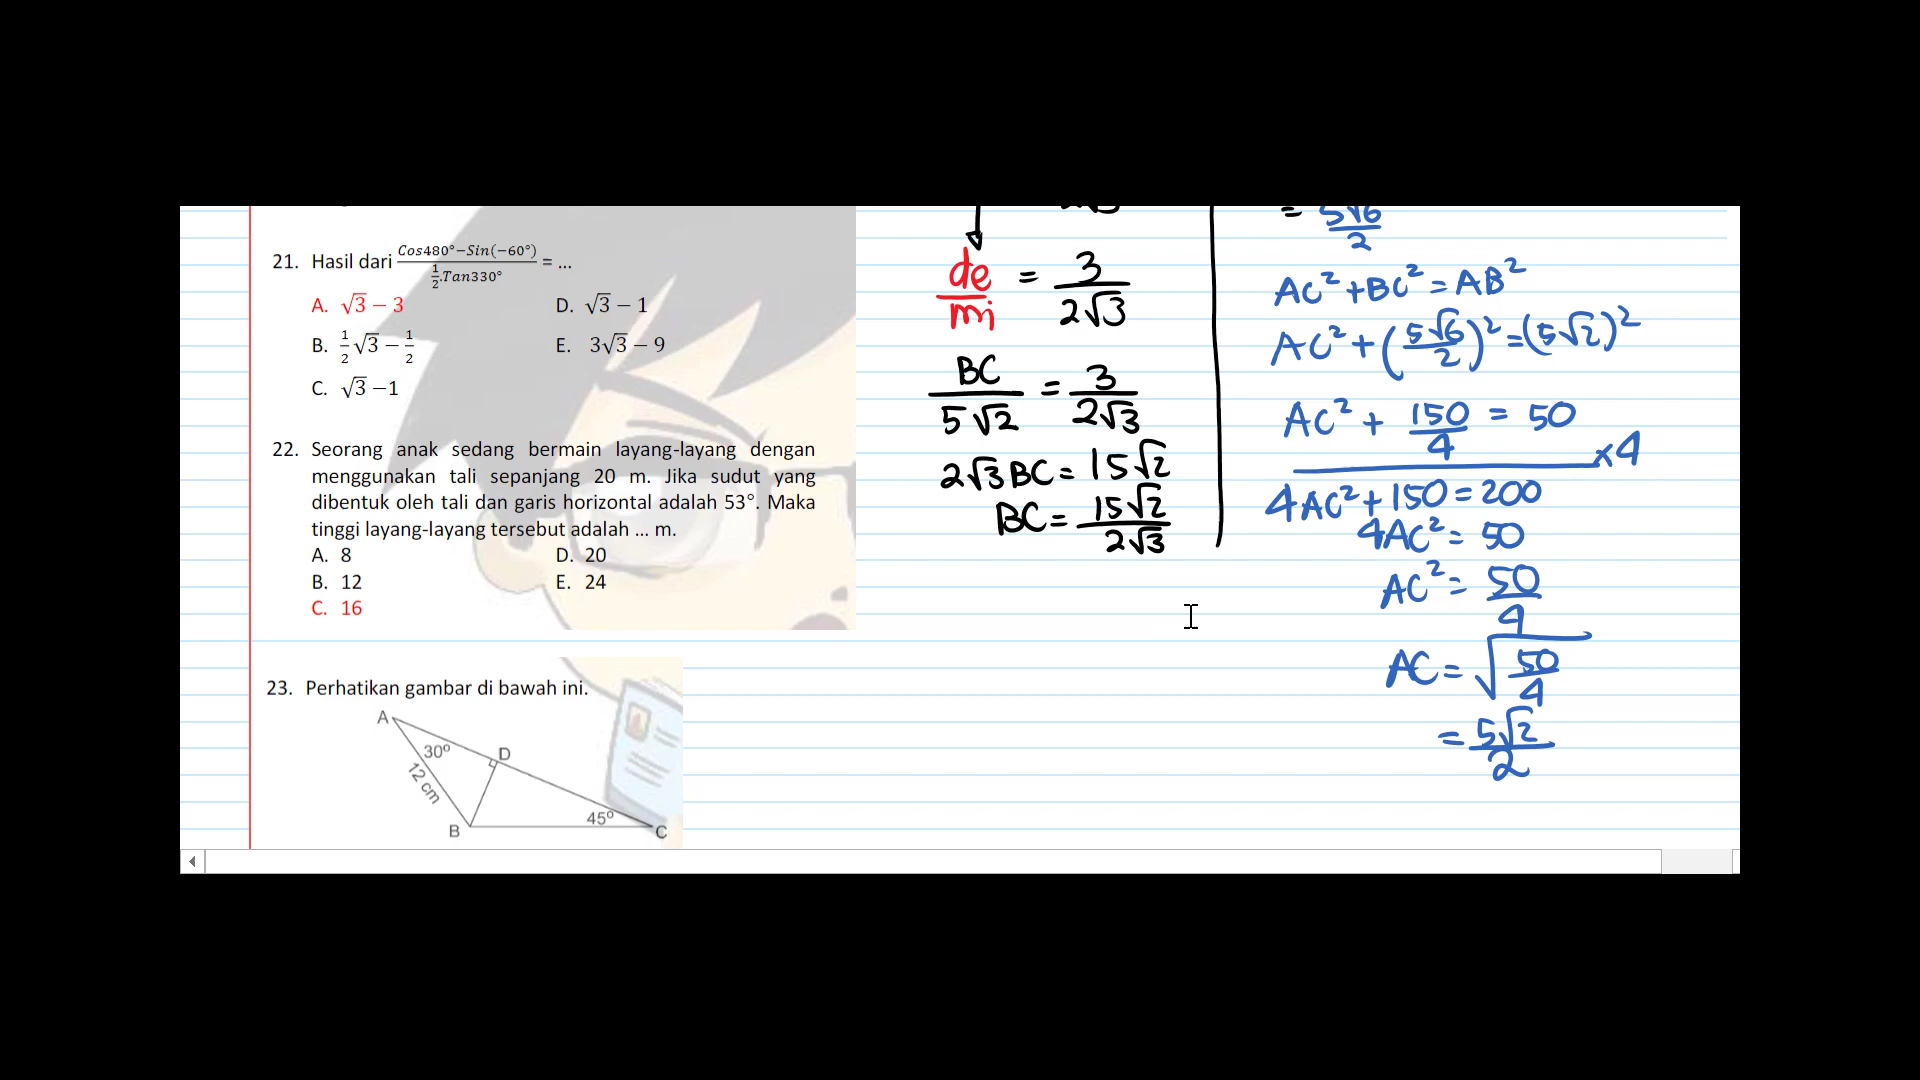 21. Hasil dari (Cos480°−Sin(−60°))/(1/2.Tan330°) = ...
A. √3 − 3
D. √3 − 1
B. 1/2 √3 − 1/2
E. 3√3 − 9
C. √3 −1
22. Seorang anak sedang bermain layang-layang dengan
menggunakan tali sepanjang 20 m. Jika sudut yang
dibentuk oleh tali dan garis horizontal adalah 53°. Maka
tinggi layang-layang tersebut adalah ... m.
A. 8
D. 20
B. 12
E. 24
C. 16
23. Perhatikan gambar di bawah ini.
A
30⁰
D
12 cm
B
45⁰
C
de/mi = 3/(2√3)
BC/(5√2) = 3/(2√3)
2√3BC = 15√2
BC = 15√2/(2√3)
= 5√6/2
AC² + BC² = AB²
AC² + (5√6/2)² = (5√2)²
AC² + 150/4 = 50
×4
4AC² + 150 = 200
4AC² = 50
AC² = 50/4
AC = √(50/4)
= 5√2/2